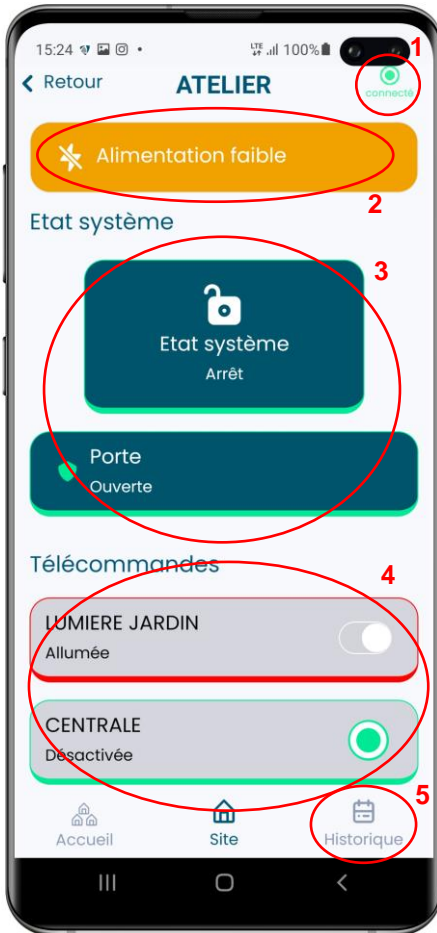 15:24 LTE 100%
1
Retour ATELIER connecté
Alimentation faible
2
Etat système
3
Etat système
Arrêt
Porte
Ouverte
Télécommandes
4
LUMIERE JARDIN
Allumée
CENTRALE
Désactivée
5
Accueil Site Historique